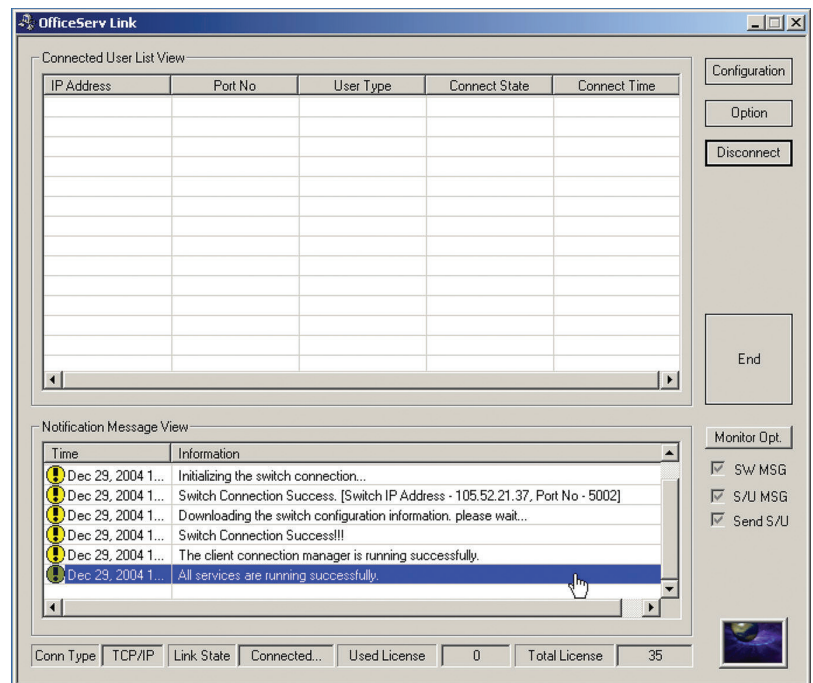 OfficeServ Link
Connected User List View
IP Address Port No User Type Connect State Connect Time
Configuration
Option
Disconnect
End
Notification Message View
Time Information
Dec 29, 2004 1... Initializing the switch connection...
Dec 29, 2004 1... Switch Connection Success. [Switch IP Address - 105.52.21.37, Port No - 5002]
Dec 29, 2004 1... Downloading the switch configuration information. please wait...
Dec 29, 2004 1... Switch Connection Success!!!
Dec 29, 2004 1... The client connection manager is running successfully.
Dec 29, 2004 1... All services are running successfully.
Monitor Opt.
SW MSG
S/U MSG
Send S/U
Conn Type TCP/IP Link State Connected... Used License 0 Total License 35